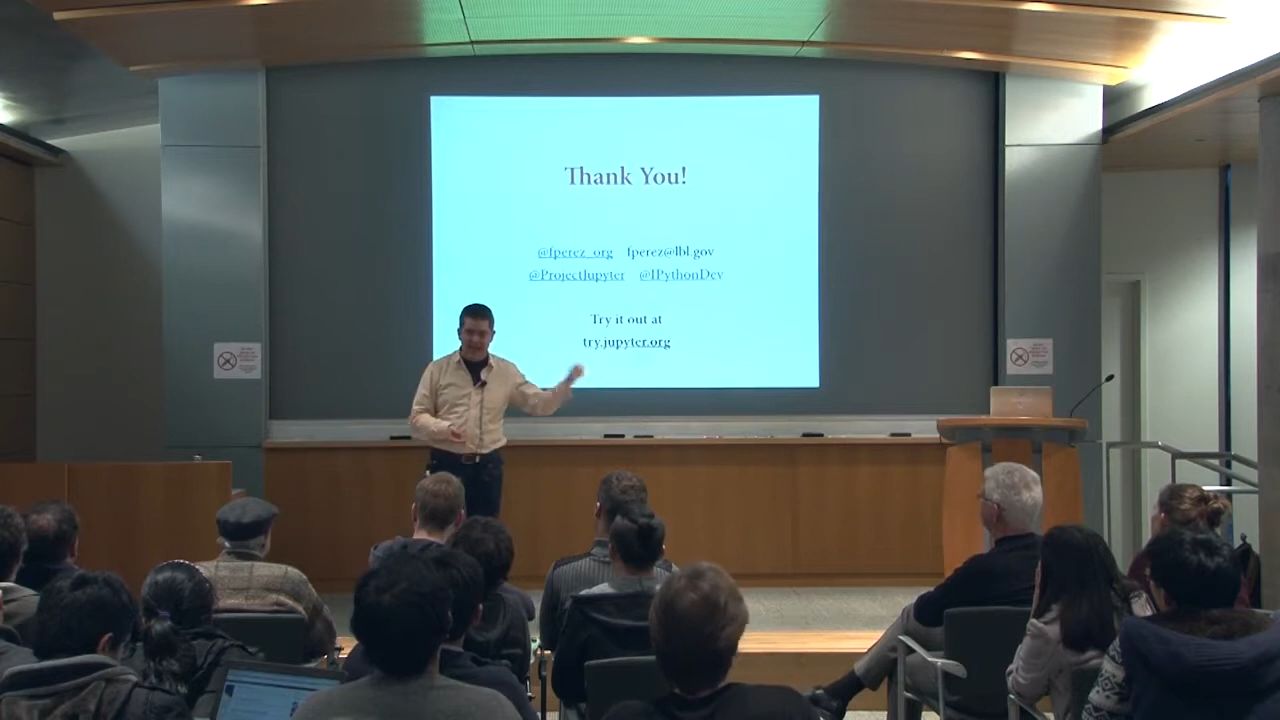 Thank You!
@fperez_org fperez@lbl.gov
@ProjectJupyter @IPythonDev
Try it out at
try.jupyter.org